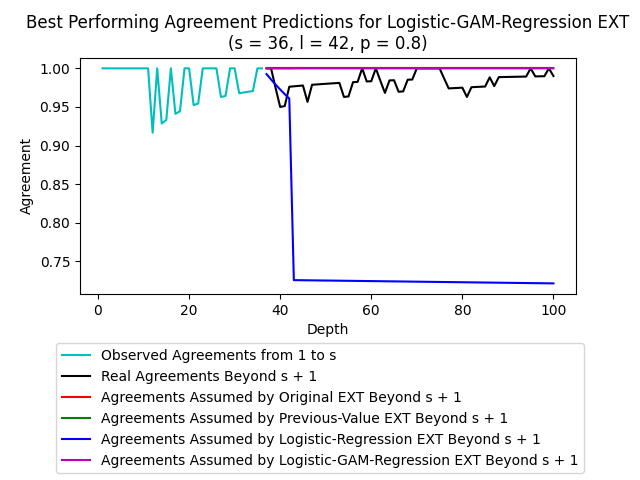 Best Performing Agreement Predictions for Logistic-GAM-Regression EXT
(s = 36, l = 42, p = 0.8)
1.00
0.95
0.90
0.85
0.80
0.75
Agreement
0
20
40
60
80
100
Depth
Observed Agreements from 1 to s
Real Agreements Beyond s + 1
Agreements Assumed by Original EXT Beyond s + 1
Agreements Assumed by Previous-Value EXT Beyond s + 1
Agreements Assumed by Logistic-Regression EXT Beyond s + 1
Agreements Assumed by Logistic-GAM-Regression EXT Beyond s + 1